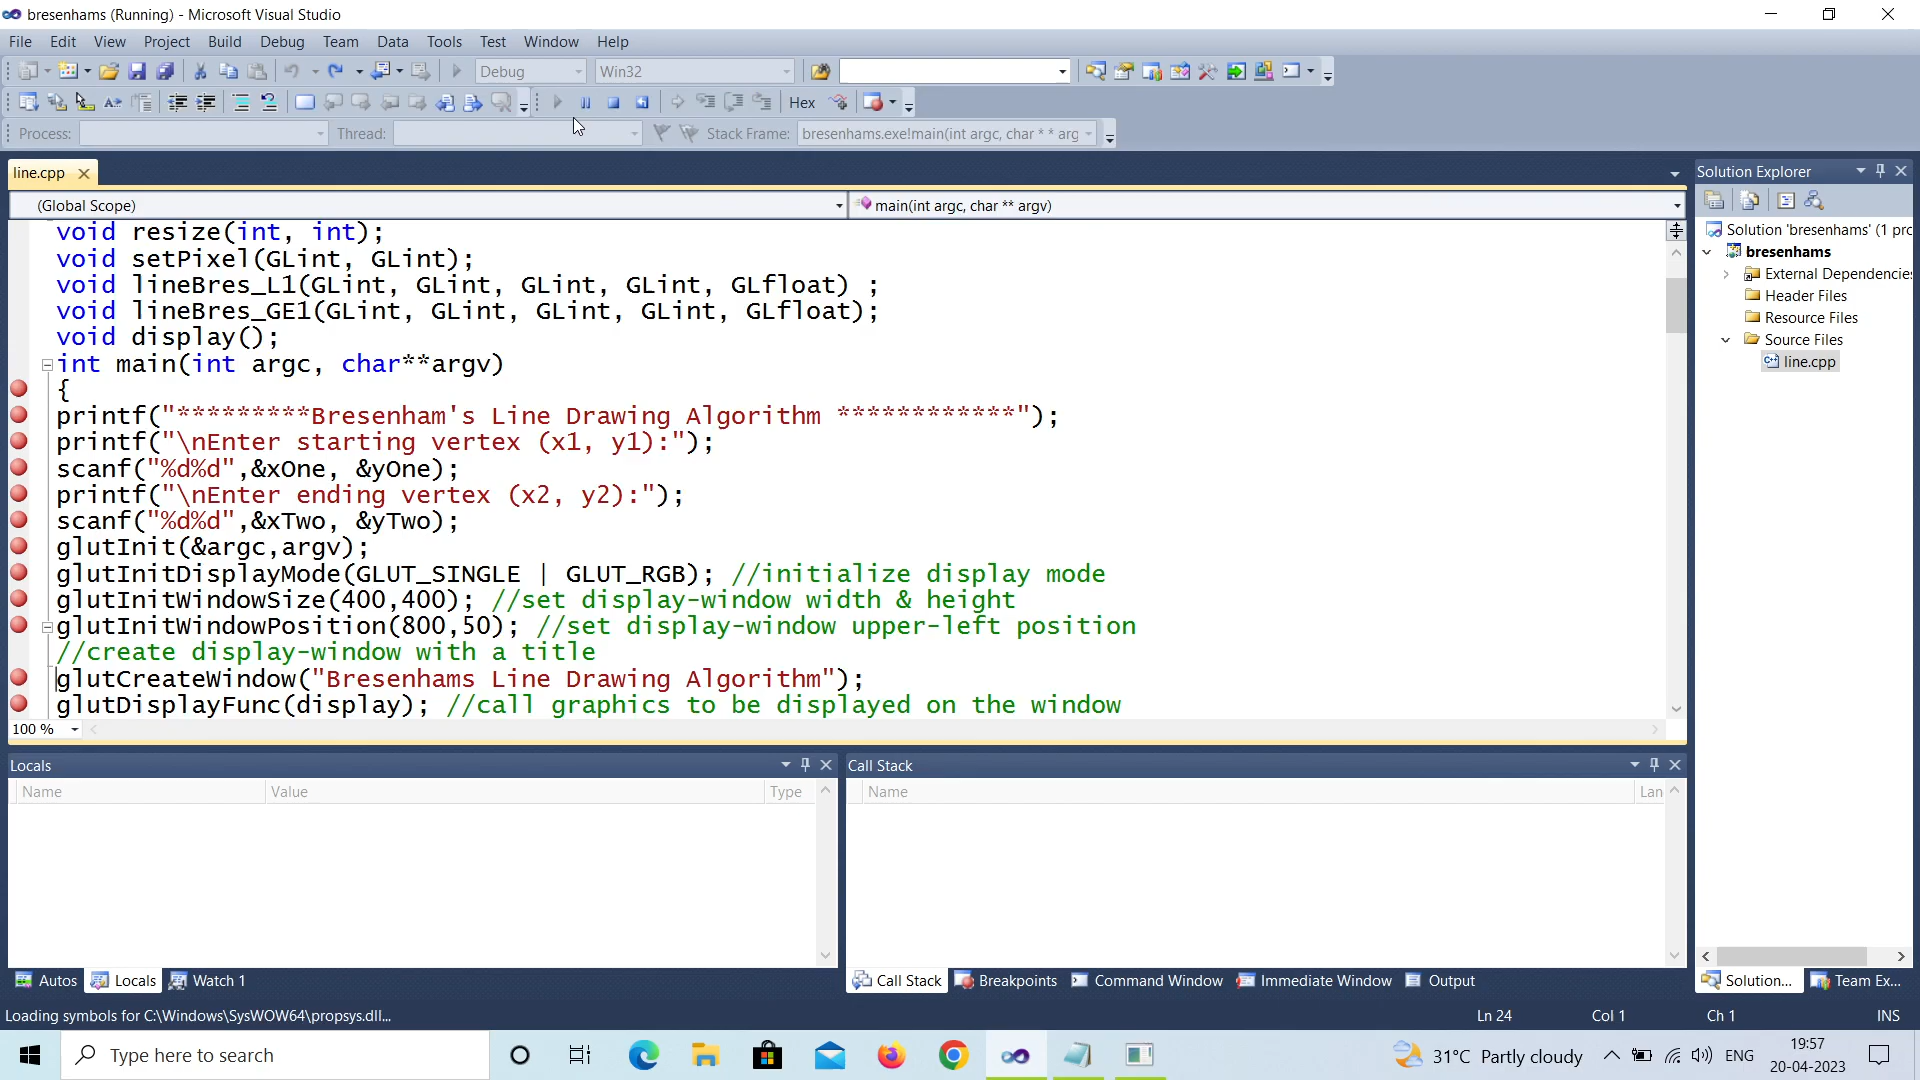 bresenhams (Running) - Microsoft Visual Studio
File Edit View Project Build Debug Team Data Tools Test Window Help
Debug Win32
Hex
Process: Thread: Stack Frame: bresenhams.exe!main(int argc, char * * arg
line.cpp
(Global Scope) main(int argc, char ** argv)
void resize(int, int);
void setPixel(GLint, GLint);
void lineBres_L1(GLint, GLint, GLint, GLint, GLfloat) ;
void lineBres_GE1(GLint, GLint, GLint, GLint, GLfloat);
void display();
int main(int argc, char**argv)
{
printf("*********Bresenham's Line Drawing Algorithm ************");
printf("\nEnter starting vertex (x1, y1):");
scanf("%d%d",&xOne, &yOne);
printf("\nEnter ending vertex (x2, y2):");
scanf("%d%d",&xTwo, &yTwo);
glutInit(&argc,argv);
glutInitDisplayMode(GLUT_SINGLE | GLUT_RGB); //initialize display mode
glutInitWindowSize(400,400); //set display-window width & height
glutInitWindowPosition(800,50); //set display-window upper-left position
//create display-window with a title
glutCreateWindow("Bresenhams Line Drawing Algorithm");
glutDisplayFunc(display); //call graphics to be displayed on the window
100 %
Solution Explorer
Solution 'bresenhams' (1 pro
bresenhams
External Dependencies
Header Files
Resource Files
Source Files
line.cpp
Locals
Name Value Type
Autos Locals Watch 1
Call Stack
Name Lan
Call Stack Breakpoints Command Window Immediate Window Output
Solution... Team Ex...
Loading symbols for C:\Windows\SysWOW64\propsys.dll... Ln 24 Col 1 Ch 1 INS
Type here to search
31°C Partly cloudy ENG
19:57
20-04-2023